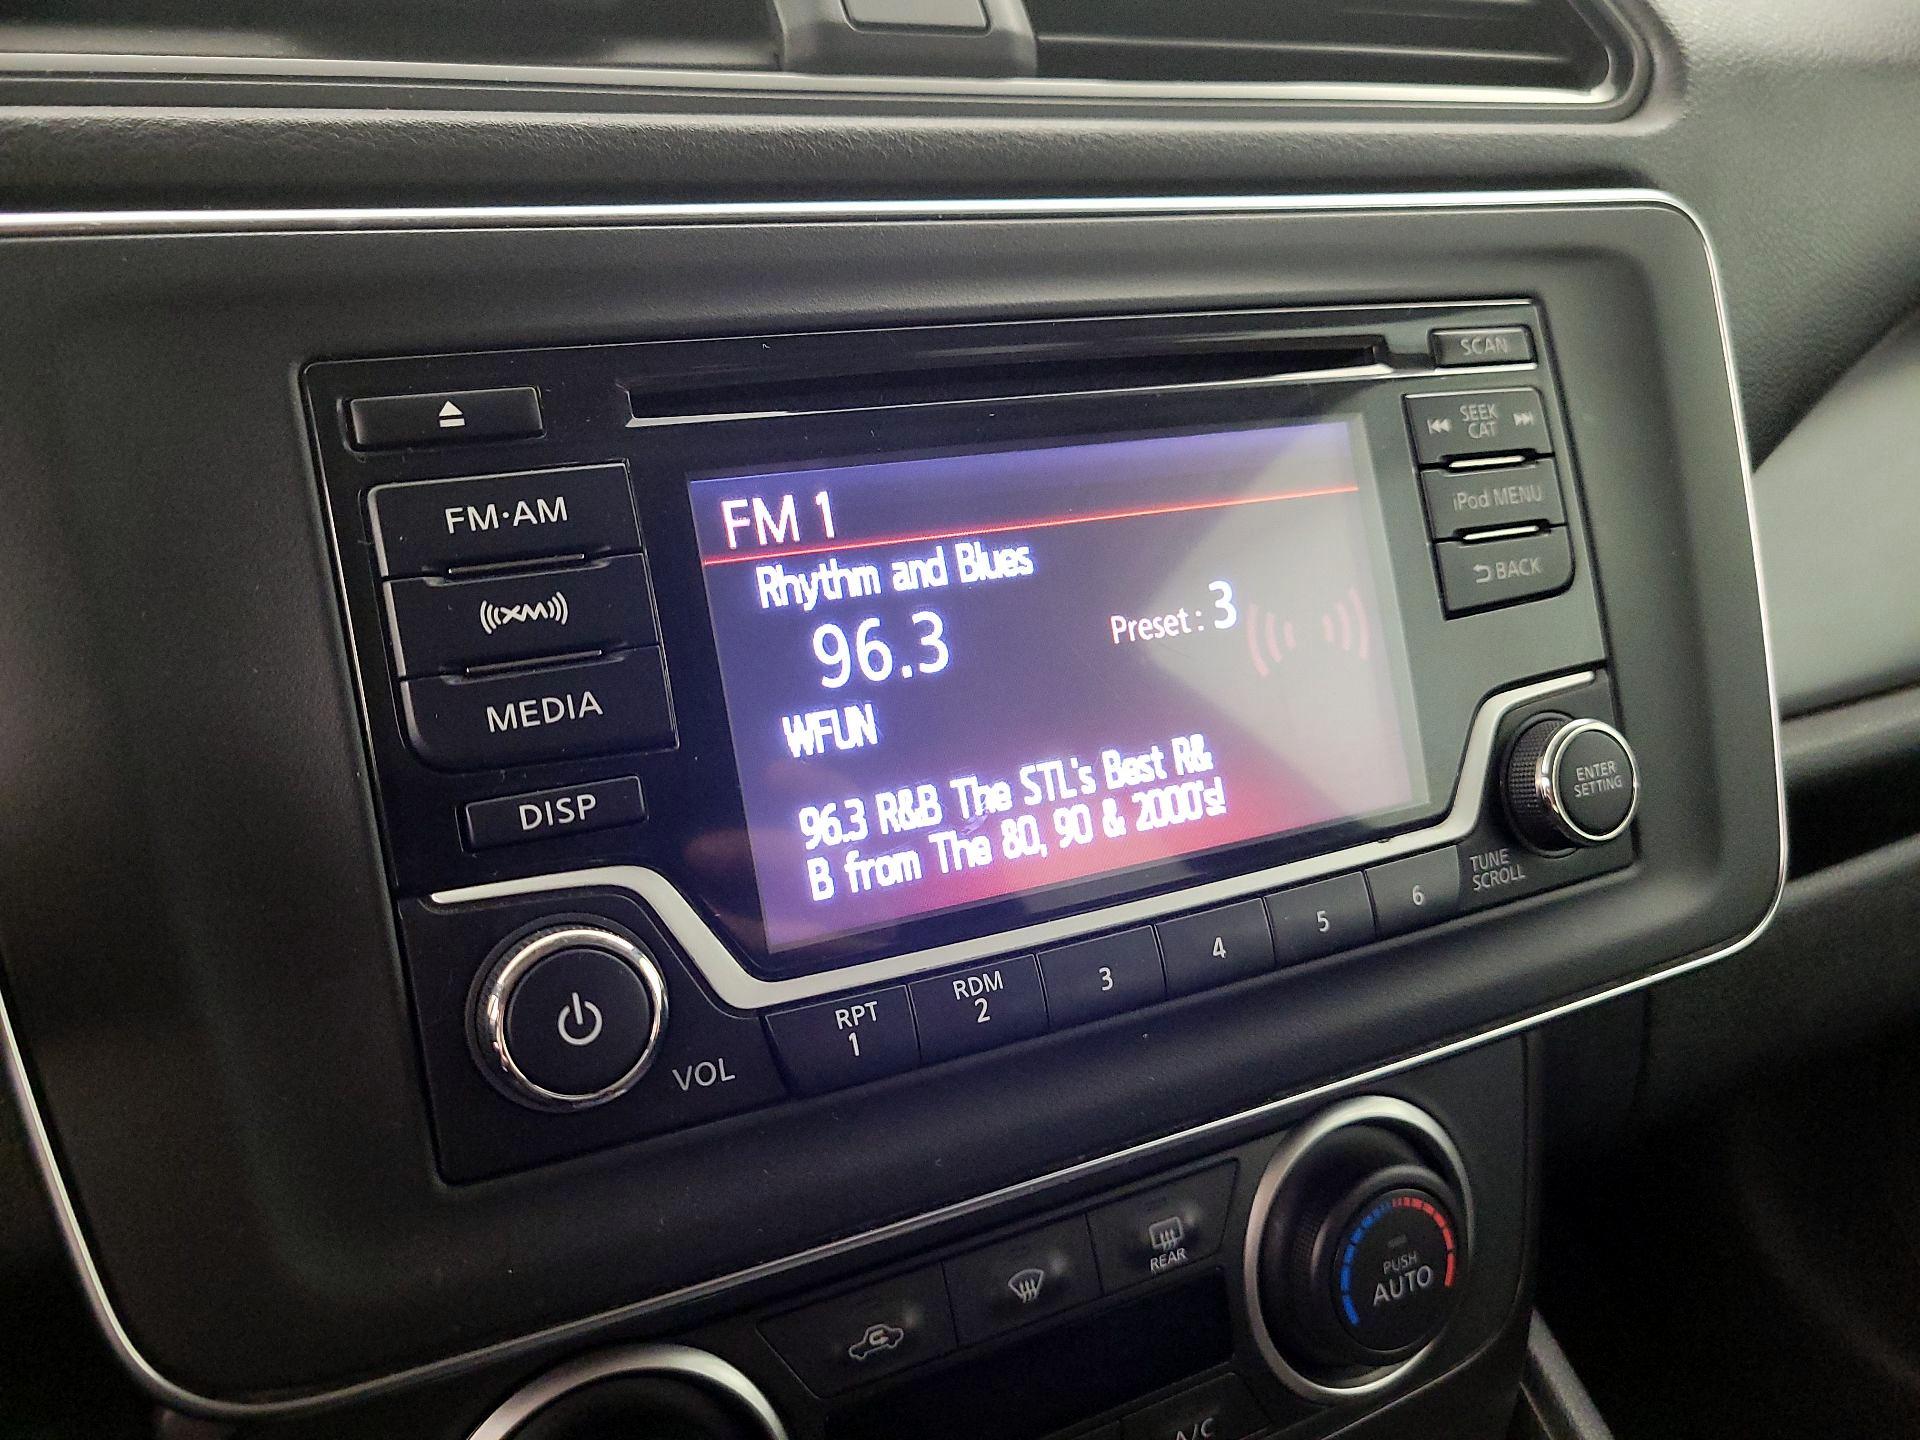 SCAN
SEEK
CAT
iPod MENU
BACK
FM·AM
XM
MEDIA
DISP
FM 1
Rhythm and Blues
96.3
Preset : 3
WFUN
96.3 R&B The STL's Best R&
B from The 80, 90 & 2000's!
ENTER
SETTING
TUNE
SCROLL
VOL
RPT
1
RDM
2
3
4
5
6
REAR
PUSH
AUTO
A/C